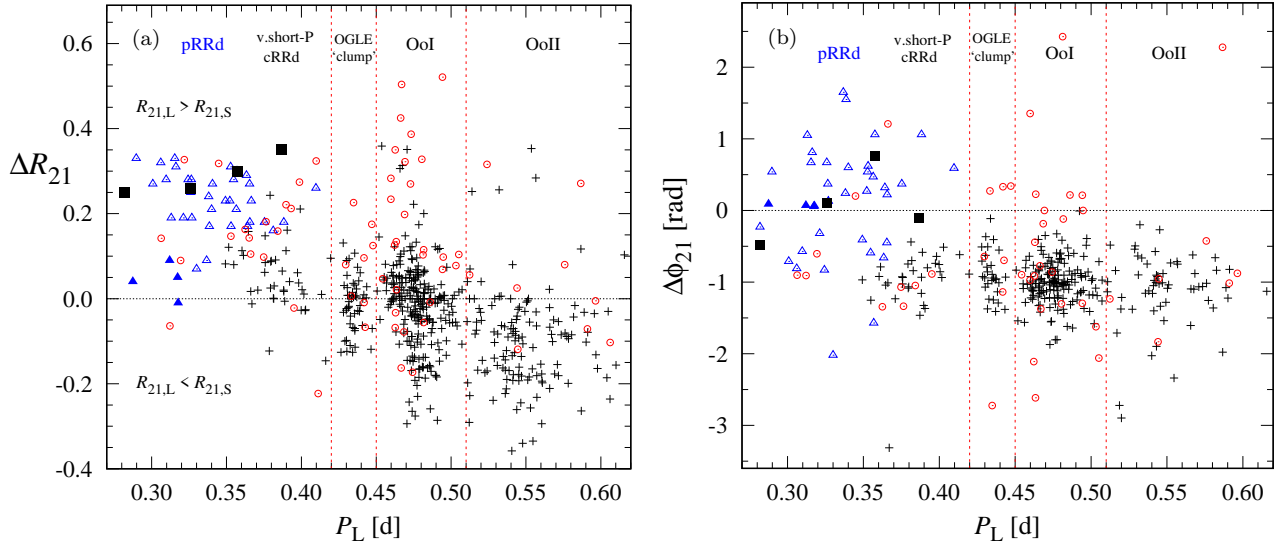 (a)
pRRd
v.short-P
cRRd
OGLE
'clump'
OoI
OoII
R21,L > R21,S
R21,L < R21,S
ΔR21
0.6
0.4
0.2
0.0
-0.2
-0.4
0.30
0.35
0.40
0.45
0.50
0.55
0.60
PL [d]
(b)
pRRd
v.short-P
cRRd
OGLE
'clump'
OoI
OoII
Δϕ21 [rad]
2
1
0
-1
-2
-3
0.30
0.35
0.40
0.45
0.50
0.55
0.60
PL [d]